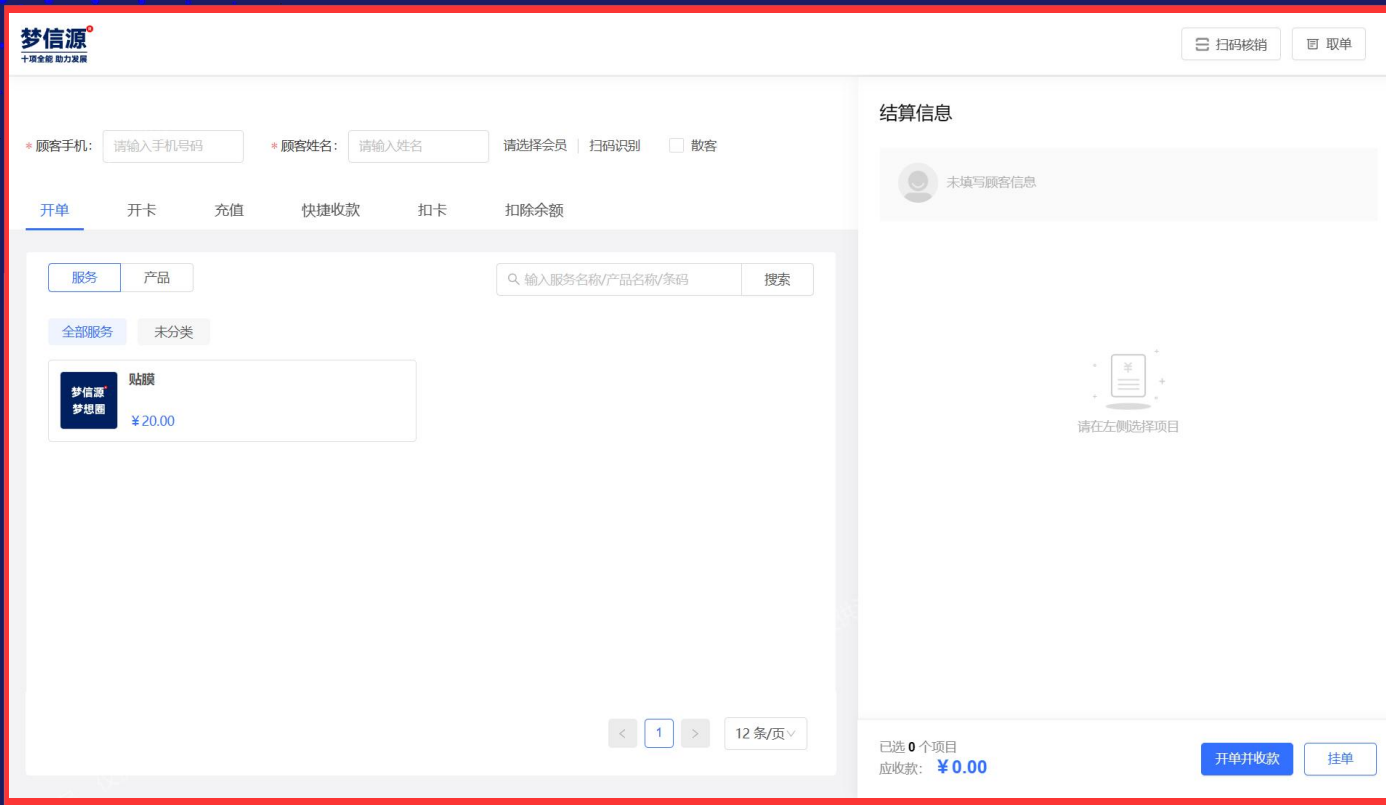 梦信源
十项全能 助力发展
扫码核销
取单
* 顾客手机: 请输入手机号码
* 顾客姓名: 请输入姓名
请选择会员 | 扫码识别
散客
开单 开卡 充值 快捷收款 扣卡 扣除余额
服务 产品
输入服务名称/产品名称/条码 搜索
全部服务 未分类
梦信源
梦想圈
贴膜
¥20.00
< 1 > 12 条/页
结算信息
未填写顾客信息
¥
请在左侧选择项目
已选 0 个项目
应收款: ¥0.00
开单并收款 挂单